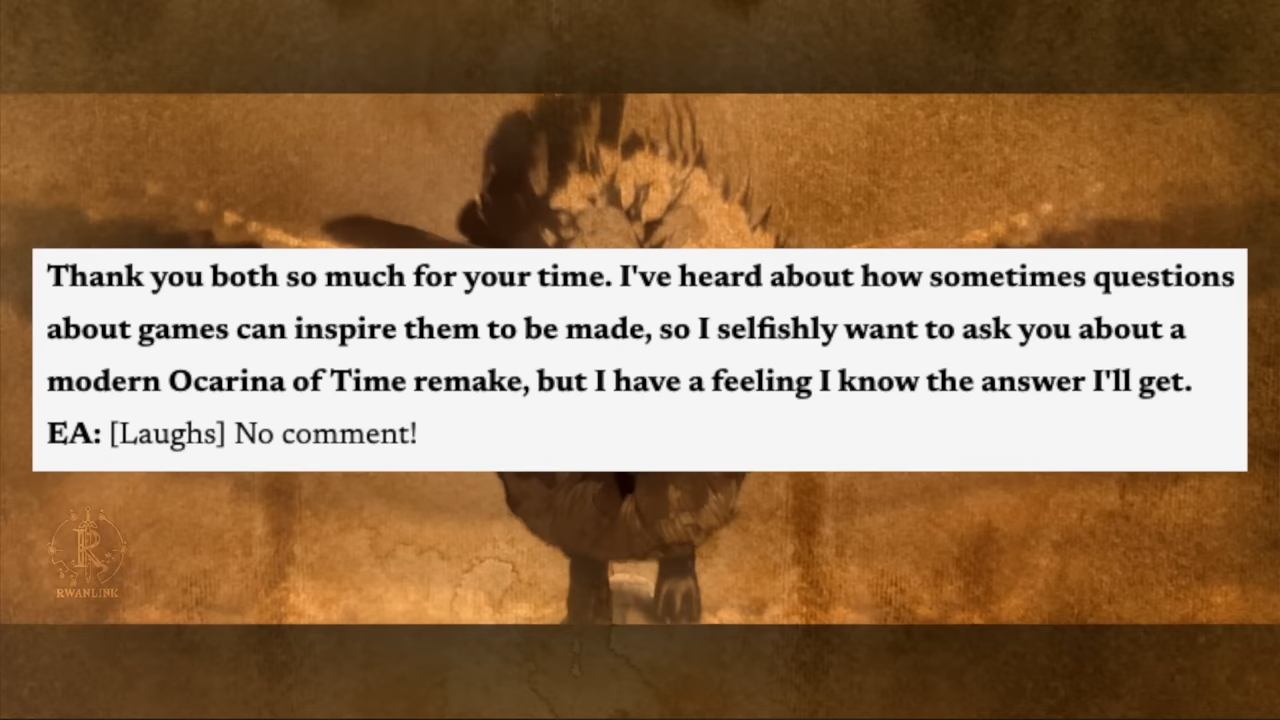 Thank you both so much for your time. I've heard about how sometimes questions
about games can inspire them to be made, so I selfishly want to ask you about a
modern Ocarina of Time remake, but I have a feeling I know the answer I'll get.
EA: [Laughs] No comment!
R
RWANLINK